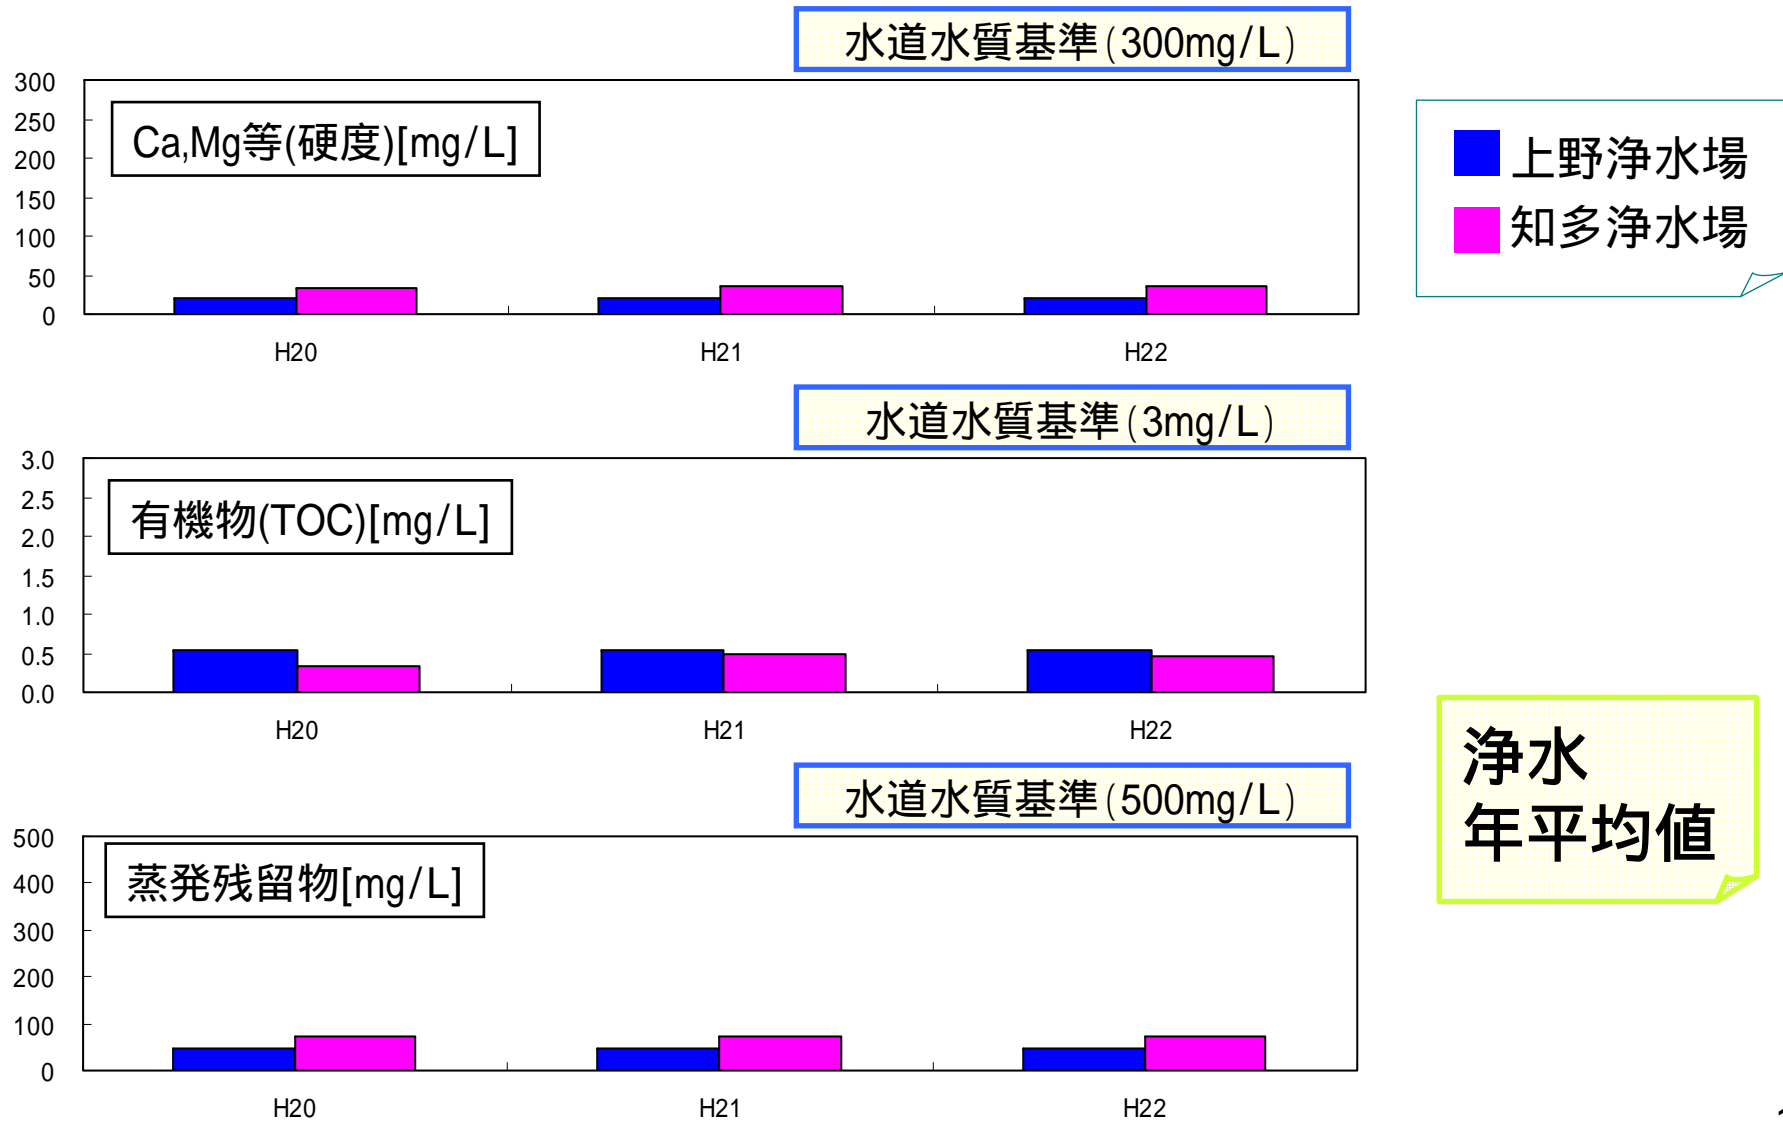 水道水質基準(300mg/L)
300
250
200
150
100
50
0
Ca,Mg等(硬度)[mg/L]
H20
H21
H22
上野浄水場
知多浄水場
水道水質基準(3mg/L)
3.0
2.5
2.0
1.5
1.0
0.5
0.0
有機物(TOC)[mg/L]
H20
H21
H22
水道水質基準(500mg/L)
500
400
300
200
100
0
蒸発残留物[mg/L]
H20
H21
H22
浄水
年平均値